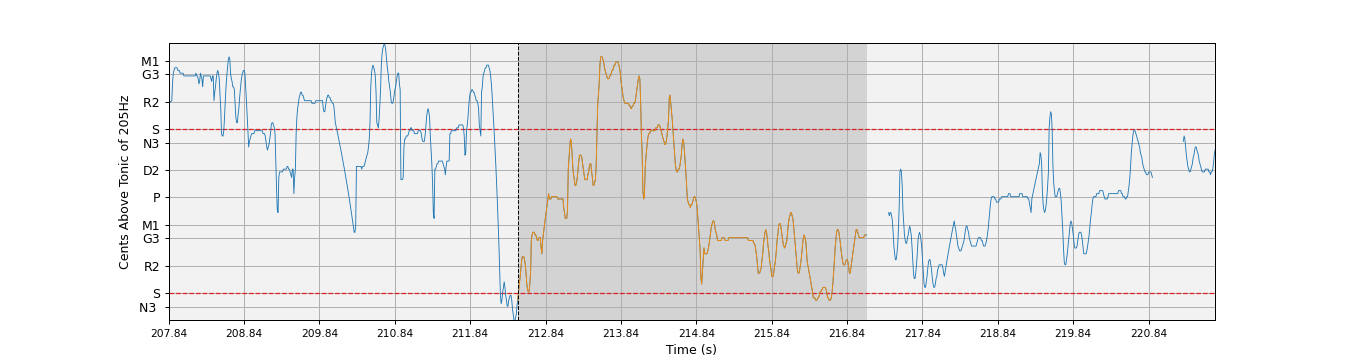 M1
G3
R2
S
N3
D2
P
M1
G3
R2
S
N3
Cents Above Tonic of 205Hz
207.84 208.84 209.84 210.84 211.84 212.84 213.84 214.84 215.84 216.84 217.84 218.84 219.84 220.84
Time (s)